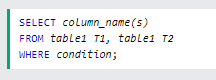 SELECT column_name(s)
FROM table1 T1, table1 T2
WHERE condition;